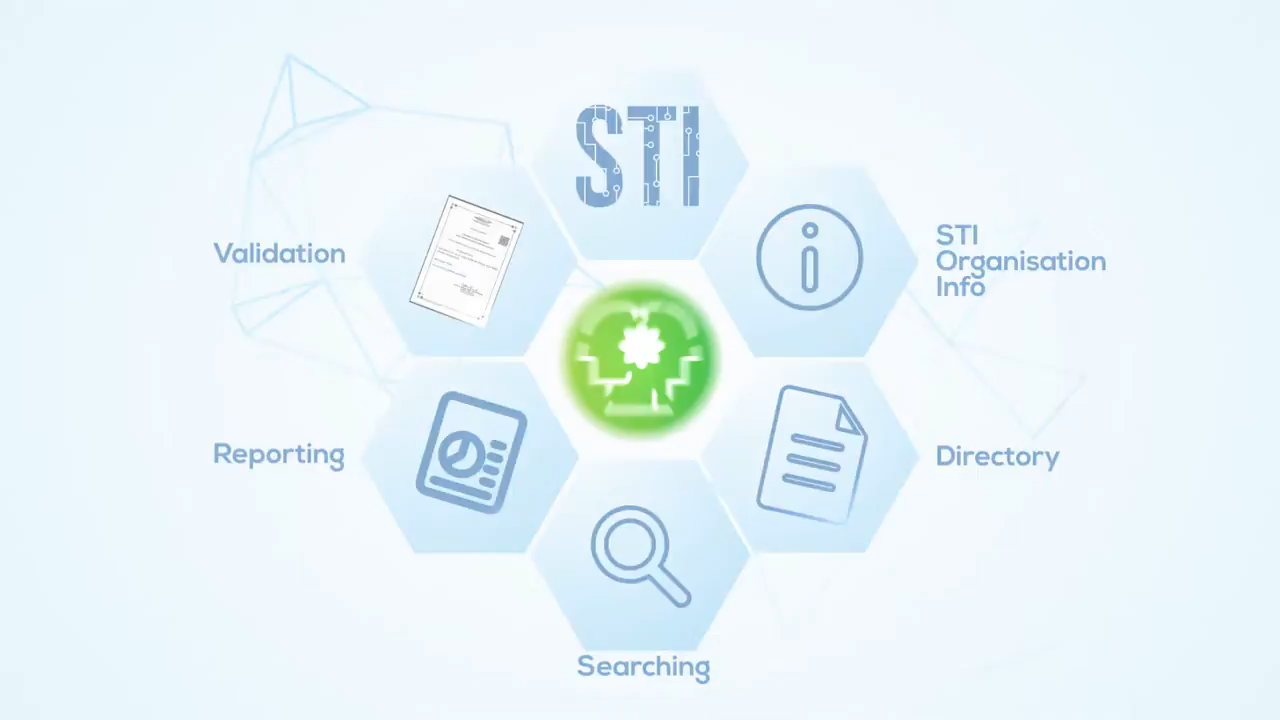 STI
Validation
STI
Organisation
Info
Reporting
Directory
Searching